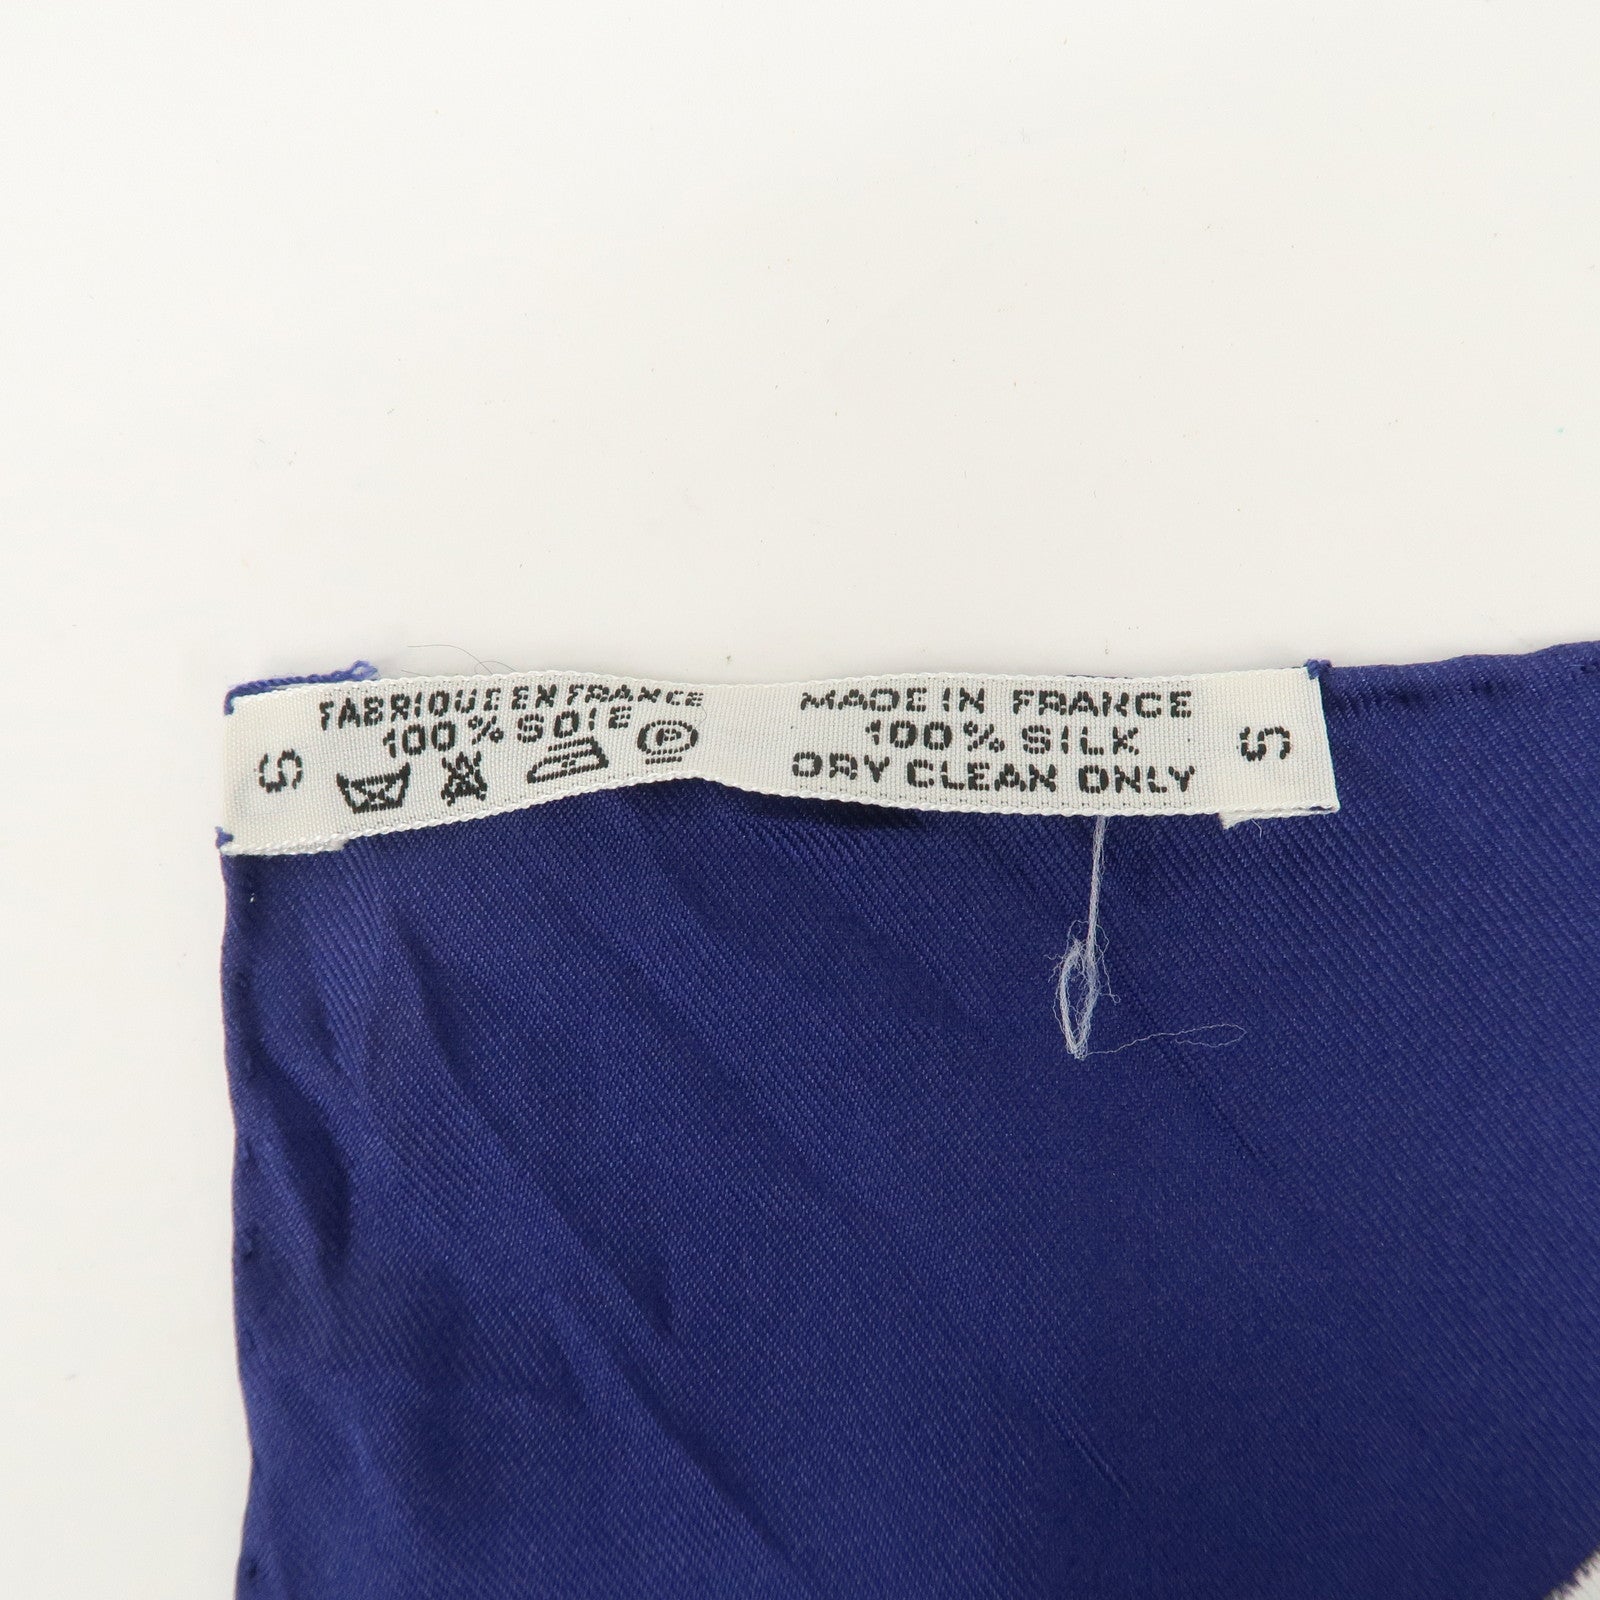 S
FABRIQUE EN FRANCE
100% SOIE
P
MADE IN FRANCE
100% SILK
DRY CLEAN ONLY
S